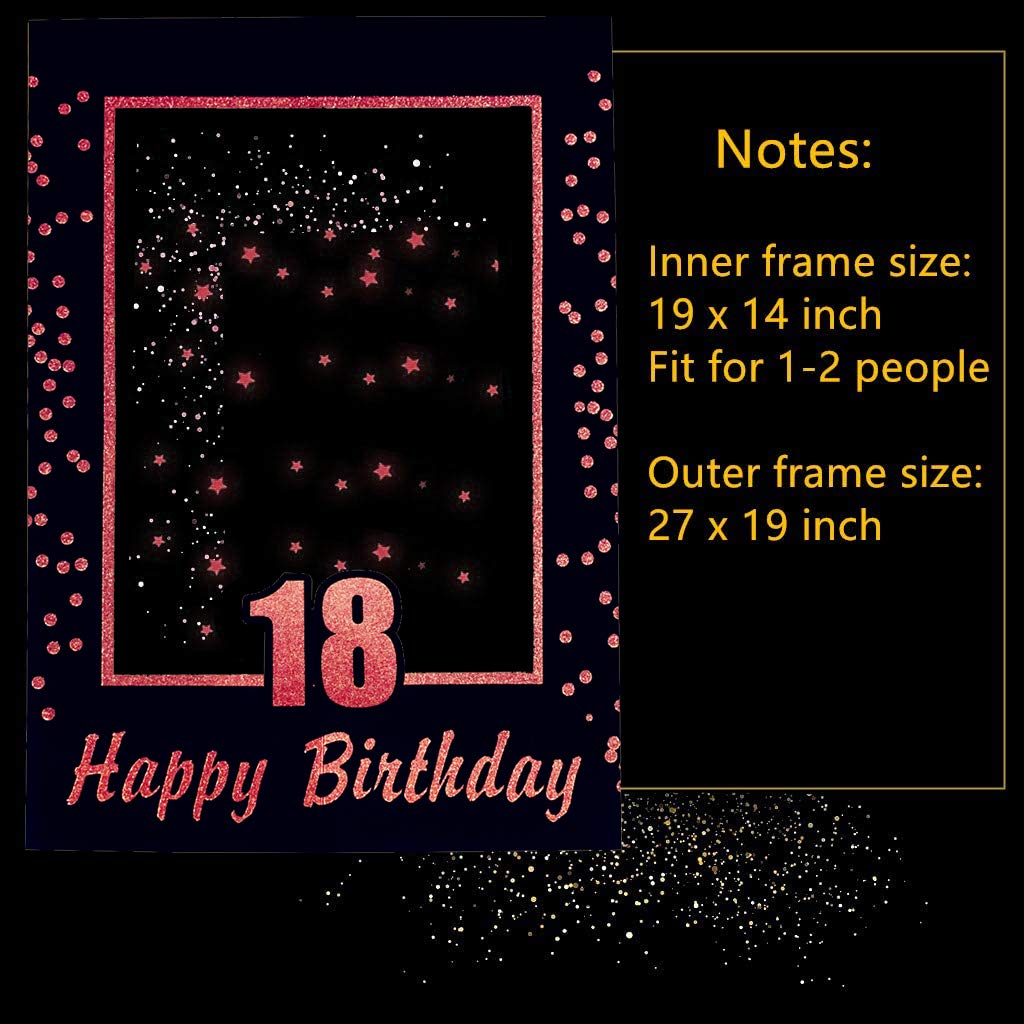 18
Happy Birthday
Notes:
Inner frame size:
19 x 14 inch
Fit for 1-2 people
Outer frame size:
27 x 19 inch